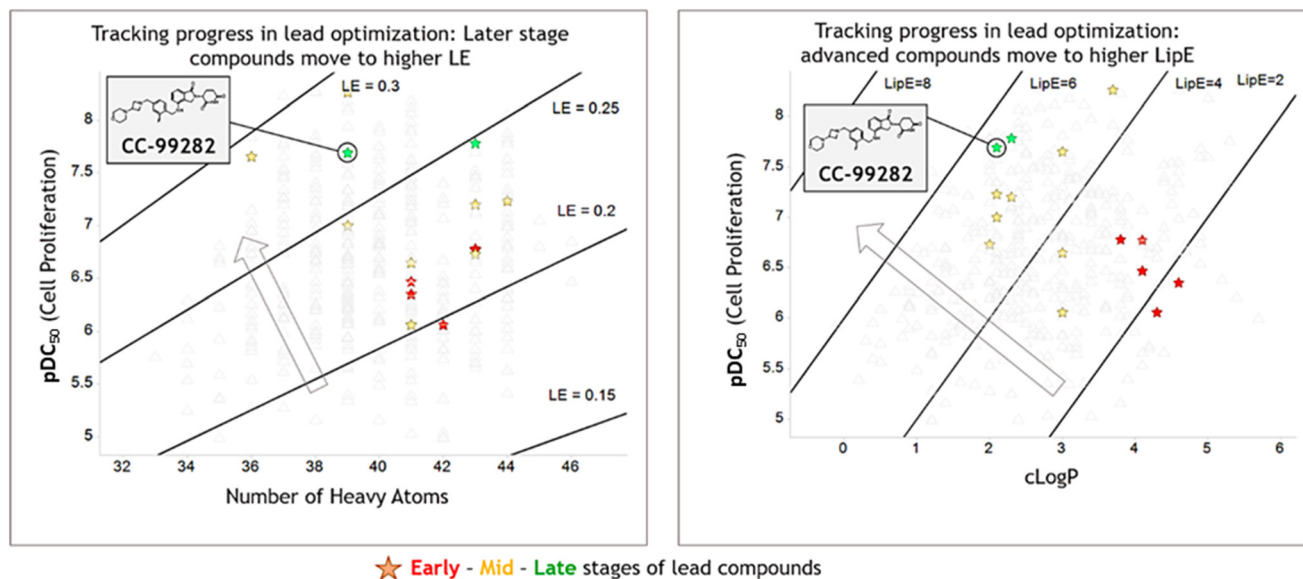 Tracking progress in lead optimization: Later stage
compounds move to higher LE
LE = 0.3
LE = 0.25
CC-99282
LE = 0.2
LE = 0.15
pDC₅₀ (Cell Proliferation)
8
7.5
7
6.5
6
5.5
5
32 34 36 38 40 42 44 46
Number of Heavy Atoms
Tracking progress in lead optimization:
advanced compounds move to higher LipE
LipE=8 LipE=6 LipE=4 LipE=2
CC-99282
pDC₅₀ (Cell Proliferation)
8
7.5
7
6.5
6
5.5
5
0 1 2 3 4 5 6
cLogP
Early - Mid - Late stages of lead compounds